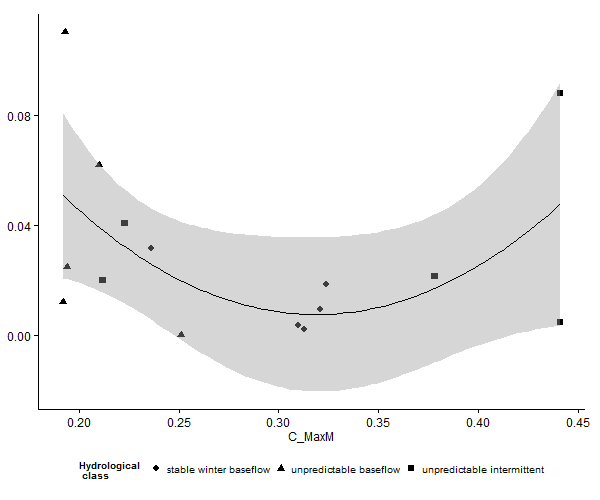 0.08
0.04
0.00
0.20 0.25 0.30 0.35 0.40 0.45
C_MaxM
Hydrological class
stable winter baseflow unpredictable baseflow unpredictable intermittent